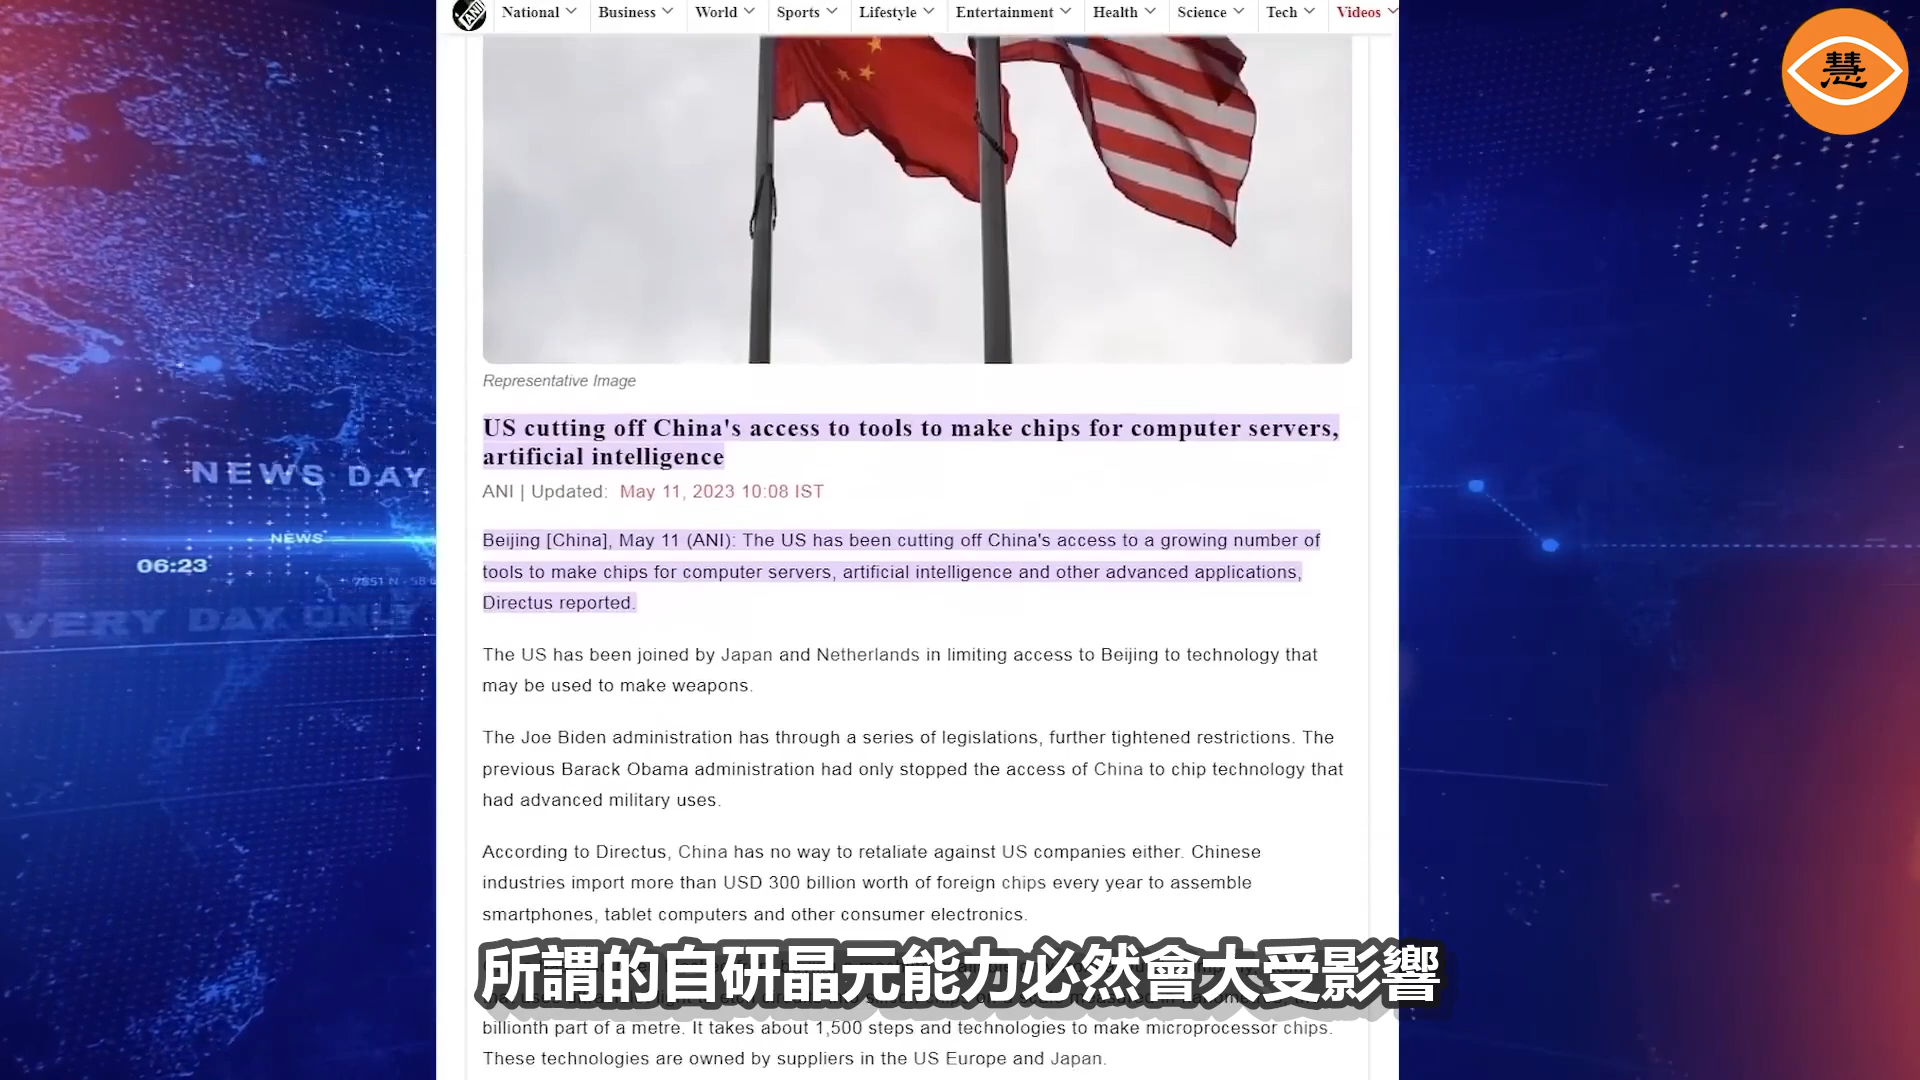 National
Business
World
Sports
Lifestyle
Entertainment
Health
Science
Tech
Videos
ANI
慧
Representative Image
US cutting off China's access to tools to make chips for computer servers,
artificial intelligence
ANI | Updated: May 11, 2023 10:08 IST
Beijing [China], May 11 (ANI): The US has been cutting off China's access to a growing number of
tools to make chips for computer servers, artificial intelligence and other advanced applications,
Directus reported.
The US has been joined by Japan and Netherlands in limiting access to Beijing to technology that
may be used to make weapons.
The Joe Biden administration has through a series of legislations, further tightened restrictions. The
previous Barack Obama administration had only stopped the access of China to chip technology that
had advanced military uses.
According to Directus, China has no way to retaliate against US companies either. Chinese
industries import more than USD 300 billion worth of foreign chips every year to assemble
smartphones, tablet computers and other consumer electronics.
所謂的自研晶元能力必然會大受影響
billionth part of a metre. It takes about 1,500 steps and technologies to make microprocessor chips.
These technologies are owned by suppliers in the US Europe and Japan.
NEWS DAY
NEWS
06:23
VERY DAY ONLY